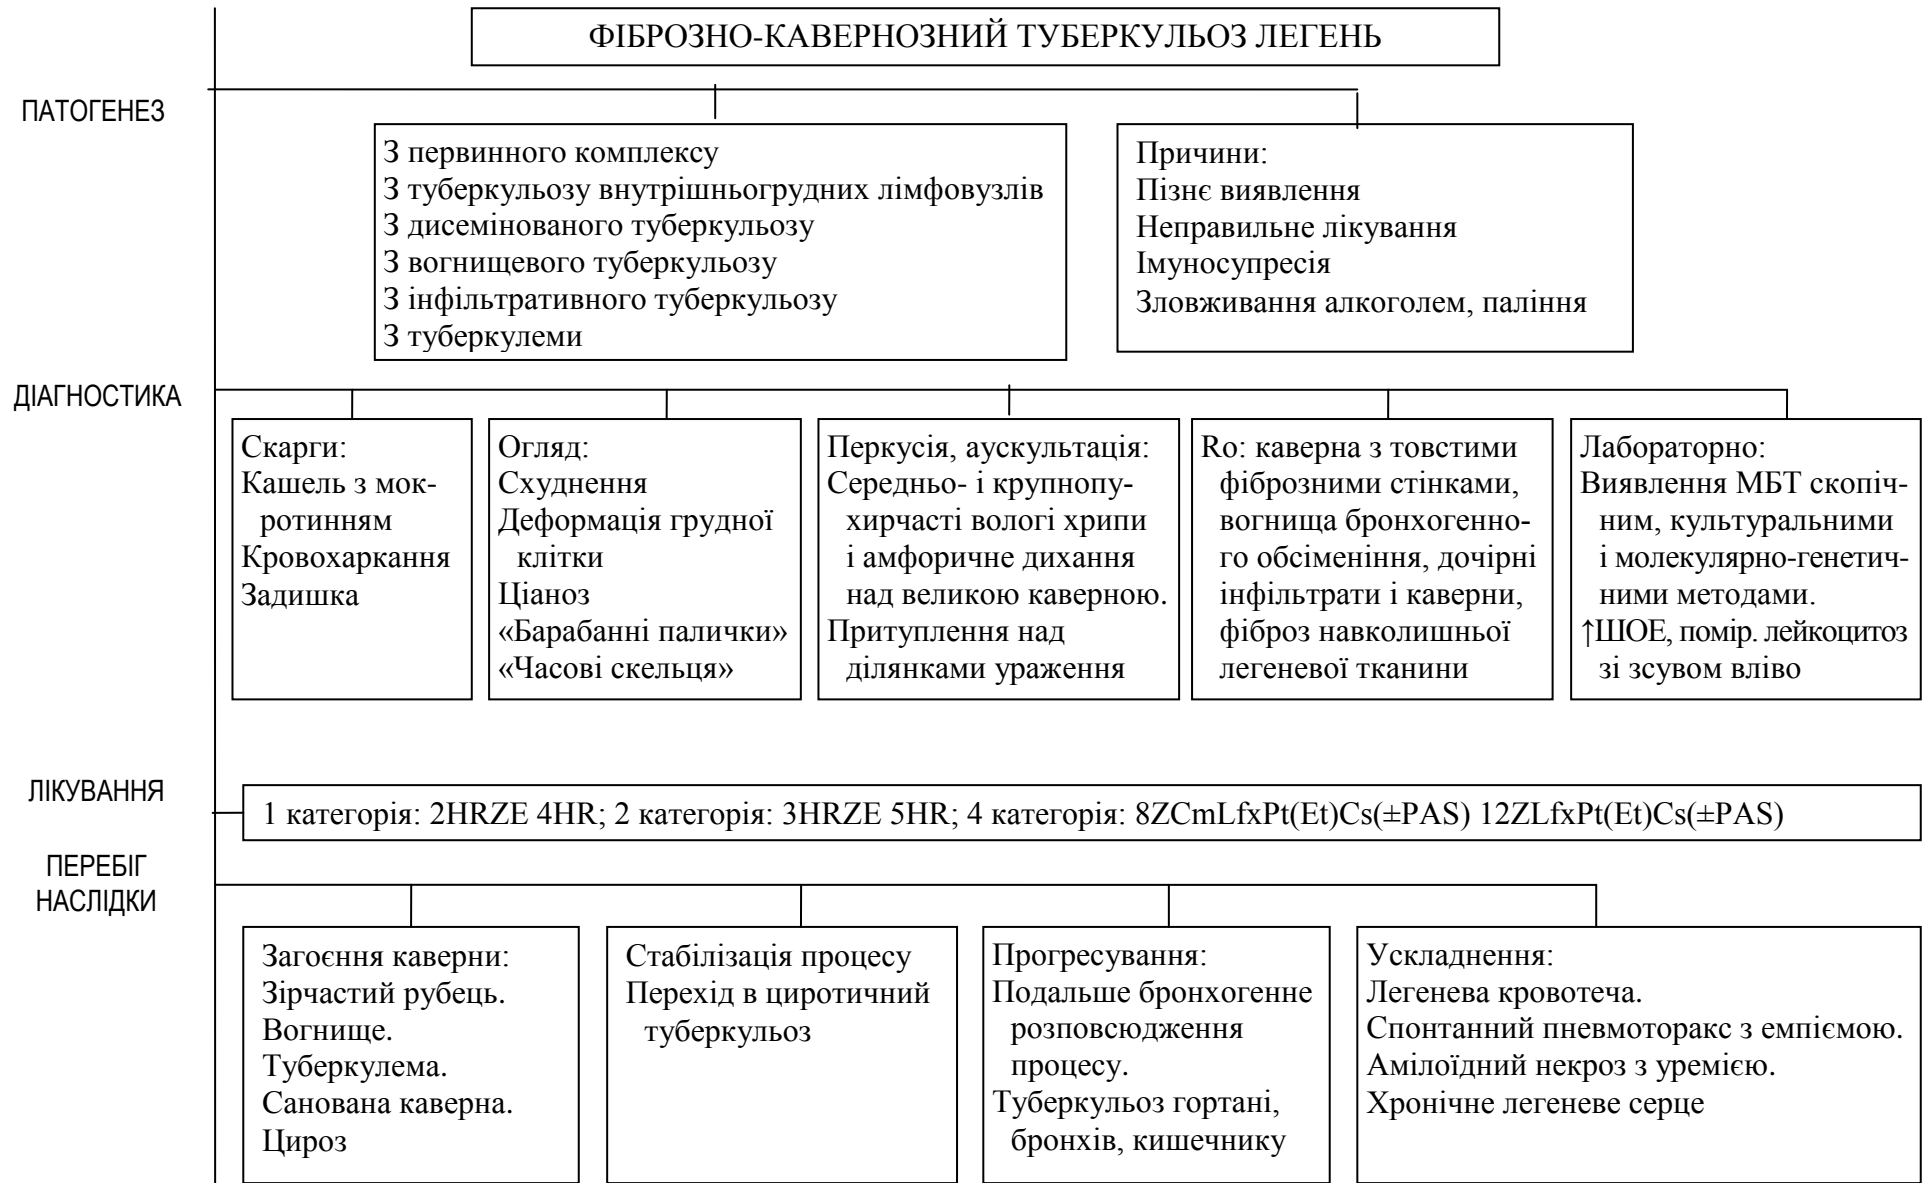 ФІБРОЗНО-КАВЕРНОЗНИЙ ТУБЕРКУЛЬОЗ ЛЕГЕНЬ
ПАТОГЕНЕЗ
З первинного комплексу
З туберкульозу внутрішньогрудних лімфовузлів
З дисемінованого туберкульозу
З вогнищевого туберкульозу
З інфільтративного туберкульозу
З туберкулеми
Причини:
Пізнє виявлення
Неправильне лікування
Імуносупресія
Зловживання алкоголем, паління
ДІАГНОСТИКА
Скарги:
Кашель з мок-
ротинням
Кровохаркання
Задишка
Огляд:
Схуднення
Деформація грудної
клітки
Ціаноз
«Барабанні палички»
«Часові скельця»
Перкусія, аускультація:
Середньо- і крупнопу-
хирчасті вологі хрипи
і амфоричне дихання
над великою каверною.
Притуплення над
ділянками ураження
Ro: каверна з товстими
фіброзними стінками,
вогнища бронхогенно-
го обсіменіння, дочірні
інфільтрати і каверни,
фіброз навколишньої
легеневої тканини
Лабораторно:
Виявлення МБТ скопіч-
ним, культуральними
і молекулярно-генетич-
ними методами.
↑ШОЕ, помір. лейкоцитоз
зі зсувом вліво
ЛІКУВАННЯ
1 категорія: 2HRZE 4HR; 2 категорія: 3HRZE 5HR; 4 категорія: 8ZCmLfxPt(Et)Cs(±PAS) 12ZLfxPt(Et)Cs(±PAS)
ПЕРЕБІГ
НАСЛІДКИ
Загоєння каверни:
Зірчастий рубець.
Вогнище.
Туберкулема.
Санована каверна.
Цироз
Стабілізація процесу
Перехід в циротичний
туберкульоз
Прогресування:
Подальше бронхогенне
розповсюдження
процесу.
Туберкульоз гортані,
бронхів, кишечнику
Ускладнення:
Легенева кровотеча.
Спонтанний пневмоторакс з емпіємою.
Амілоїдний некроз з уремією.
Хронічне легеневе серце